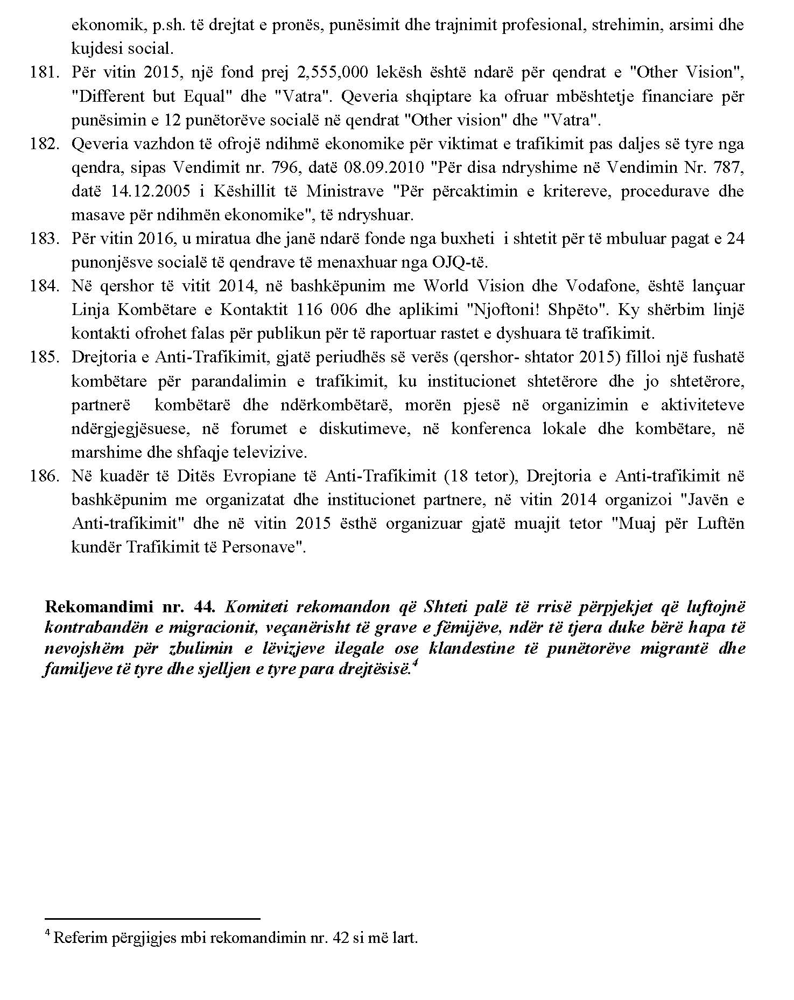 ekonomik, p.sh. të drejtat e pronës, punësimit dhe trajnimit profesional, strehimin, arsimi dhe
kujdesi social.
181. Për vitin 2015, një fond prej 2,555,000 lekësh është ndarë për qendrat e "Other Vision",
"Different but Equal" dhe "Vatra". Qeveria shqiptare ka ofruar mbështetje financiare për
punësimin e 12 punëtorëve socialë në qendrat "Other vision" dhe "Vatra".
182. Qeveria vazhdon të ofrojë ndihmë ekonomike për viktimat e trafikimit pas daljes së tyre nga
qendra, sipas Vendimit nr. 796, datë 08.09.2010 "Për disa ndryshime në Vendimin Nr. 787,
datë 14.12.2005 i Këshillit të Ministrave "Për përcaktimin e kritereve, procedurave dhe
masave për ndihmën ekonomike", të ndryshuar.
183. Për vitin 2016, u miratua dhe janë ndarë fonde nga buxheti i shtetit për të mbuluar pagat e 24
punonjësve socialë të qendrave të menaxhuar nga OJQ-të.
184. Në qershor të vitit 2014, në bashkëpunim me World Vision dhe Vodafone, është lançuar
Linja Kombëtare e Kontaktit 116 006 dhe aplikimi "Njoftoni! Shpëto". Ky shërbim linjë
kontakti ofrohet falas për publikun për të raportuar rastet e dyshuara të trafikimit.
185. Drejtoria e Anti-Trafikimit, gjatë periudhës së verës (qershor- shtator 2015) filloi një fushatë
kombëtare për parandalimin e trafikimit, ku institucionet shtetërore dhe jo shtetërore,
partnerë kombëtarë dhe ndërkombëtarë, morën pjesë në organizimin e aktiviteteve
ndërgjegjësuese, në forumet e diskutimeve, në konferenca lokale dhe kombëtare, në
marshime dhe shfaqje televizive.
186. Në kuadër të Ditës Evropiane të Anti-Trafikimit (18 tetor), Drejtoria e Anti-trafikimit në
bashkëpunim me organizatat dhe institucionet partnere, në vitin 2014 organizoi "Javën e
Anti-trafikimit" dhe në vitin 2015 ësthë organizuar gjatë muajit tetor "Muaj për Luftën
kundër Trafikimit të Personave".
Rekomandimi nr. 44. Komiteti rekomandon që Shteti palë të rrisë përpjekjet që luftojnë
kontrabandën e migracionit, veçanërisht të grave e fëmijëve, ndër të tjera duke bërë hapa të
nevojshëm për zbulimin e lëvizjeve ilegale ose klandestine të punëtorëve migrantë dhe
familjeve të tyre dhe sjelljen e tyre para drejtësisë.4
4 Referim përgjigjes mbi rekomandimin nr. 42 si më lart.